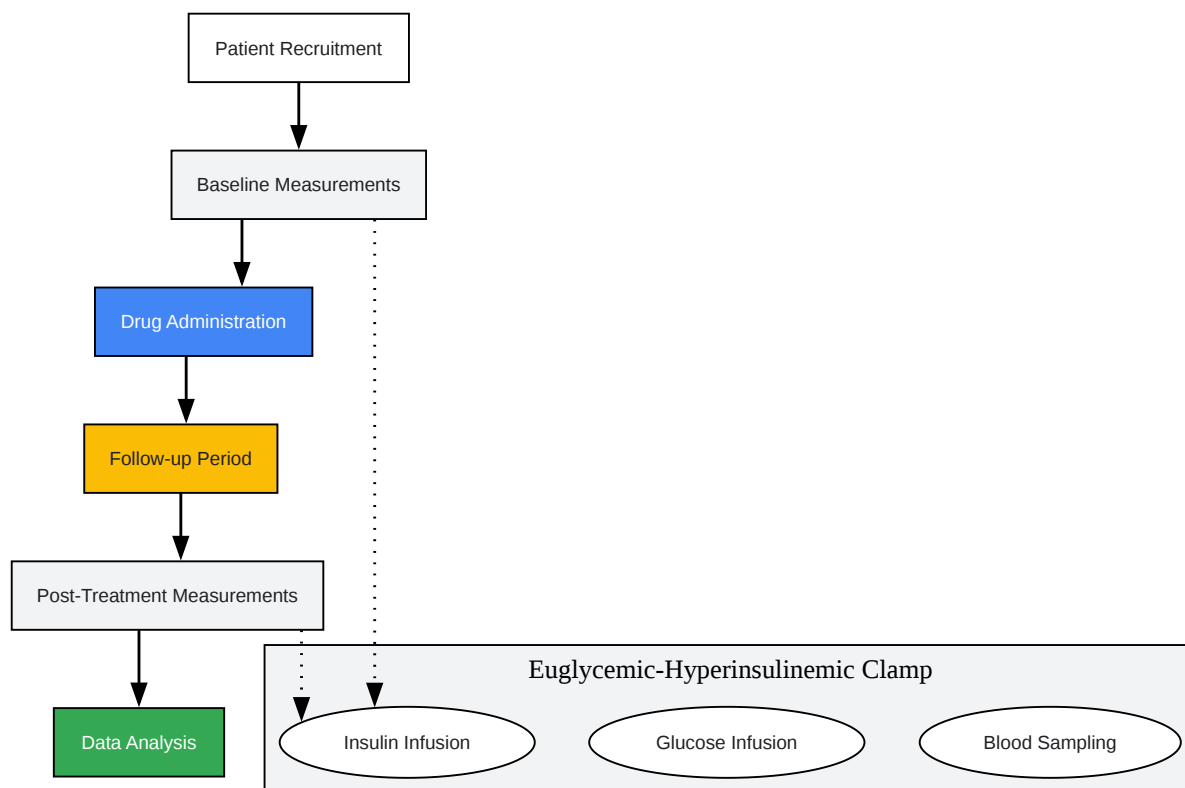 Patient Recruitment
Baseline Measurements
Drug Administration
Follow-up Period
Post-Treatment Measurements
Euglycemic-Hyperinsulinemic Clamp
Data Analysis
Insulin Infusion
Glucose Infusion
Blood Sampling